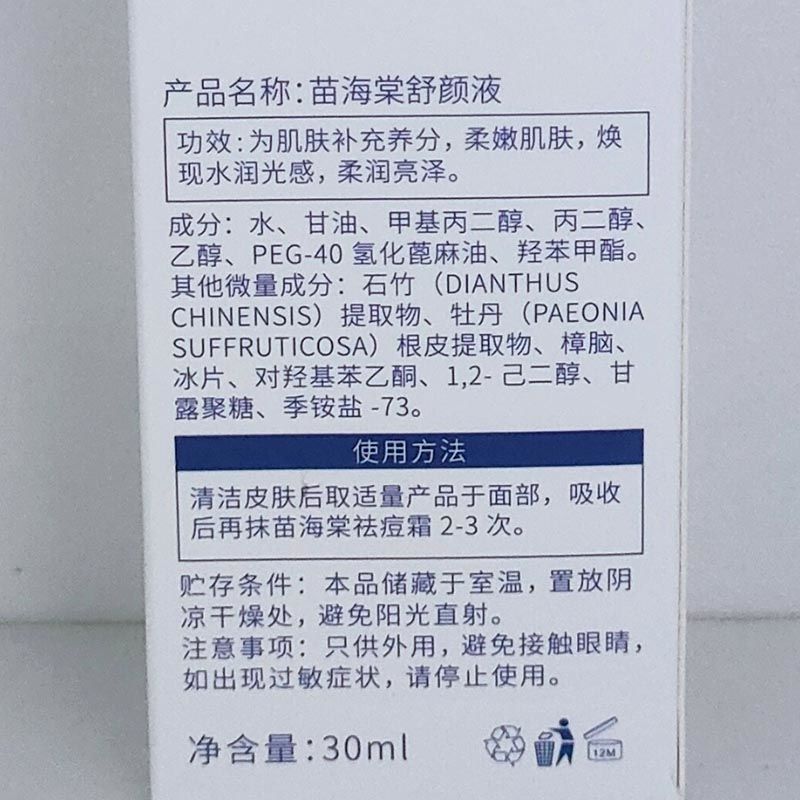 产品名称：苗海棠舒颜液
功效：为肌肤补充养分，柔嫩肌肤，焕
现水润光感，柔润亮泽。
成分：水、甘油、甲基丙二醇、丙二醇、
乙醇、PEG-40 氢化蓖麻油、羟苯甲酯。
其他微量成分：石竹（DIANTHUS
CHINENSIS）提取物、牡丹（PAEONIA
SUFFRUTICOSA）根皮提取物、樟脑、
冰片、对羟基苯乙酮、1,2- 己二醇、甘
露聚糖、季铵盐 -73。
使用方法
清洁皮肤后取适量产品于面部，吸收
后再抹苗海棠祛痘霜 2-3 次。
贮存条件：本品储藏于室温，置放阴
凉干燥处，避免阳光直射。
注意事项：只供外用，避免接触眼睛，
如出现过敏症状，请停止使用。
净含量：30ml
12M